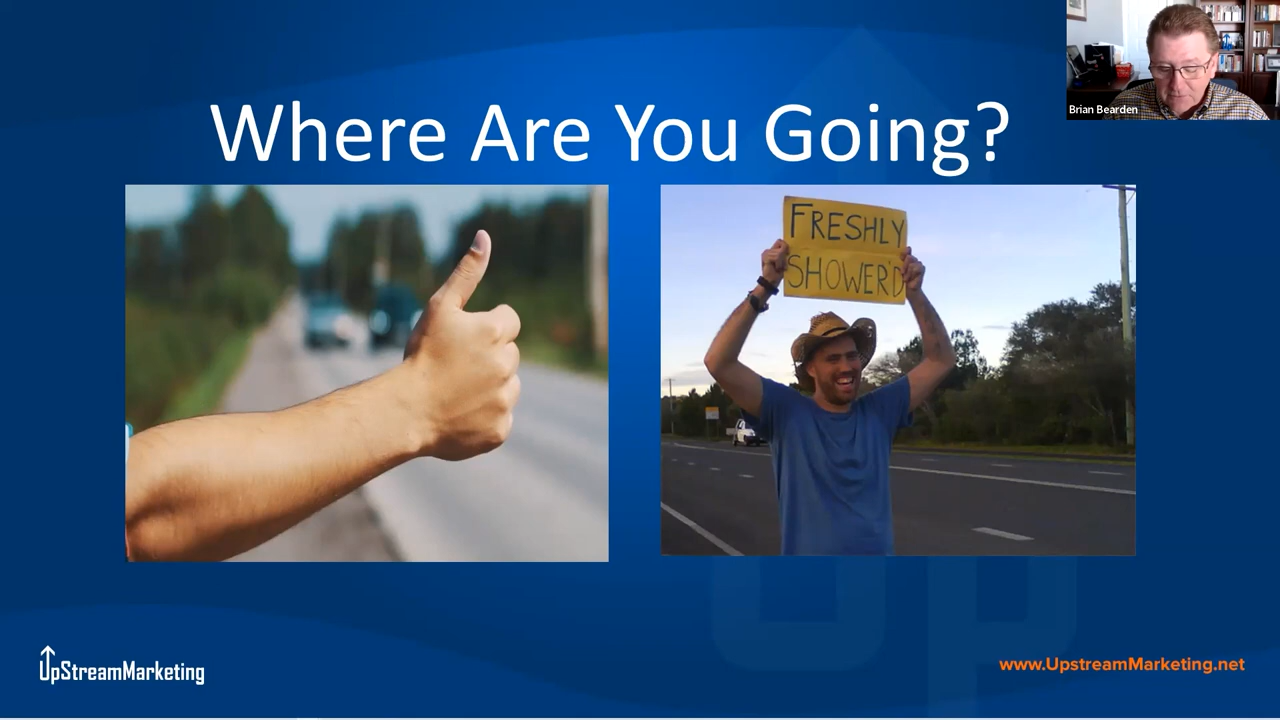 Where Are You Going?
Brian Bearden
FRESHLY
SHOWER'D
UpStreamMarketing
www.UpstreamMarketing.net